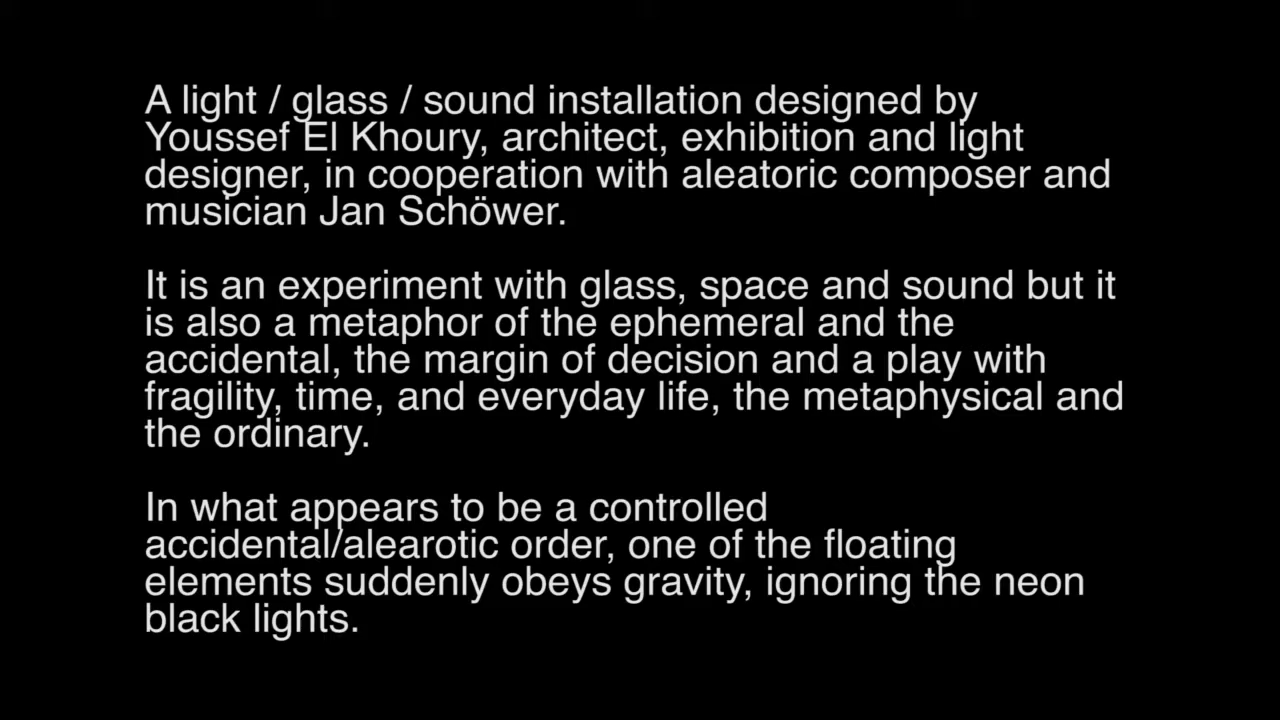 A light / glass / sound installation designed by
Youssef El Khoury, architect, exhibition and light
designer, in cooperation with aleatoric composer and
musician Jan Schöwer.
It is an experiment with glass, space and sound but it
is also a metaphor of the ephemeral and the
accidental, the margin of decision and a play with
fragility, time, and everyday life, the metaphysical and
the ordinary.
In what appears to be a controlled
accidental/alearotic order, one of the floating
elements suddenly obeys gravity, ignoring the neon
black lights.